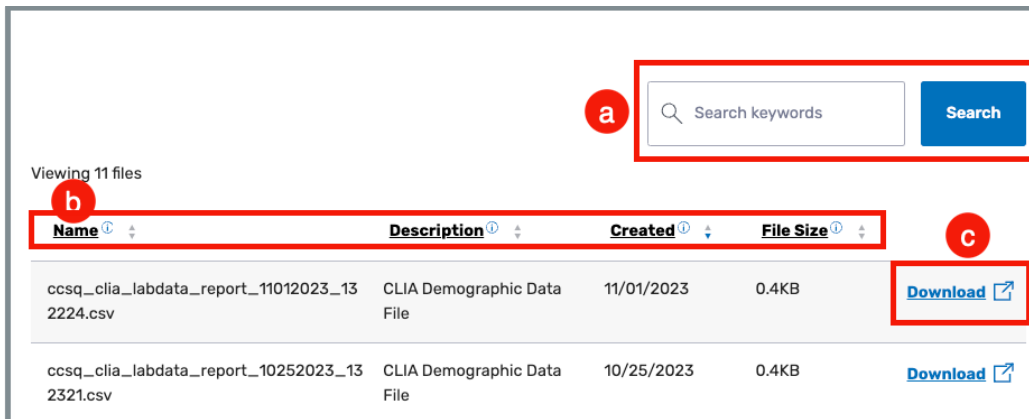 a
Search keywords
Search
Viewing 11 files
b
Name Description Created File Size
c
ccsq_clia_labdata_report_11012023_13 CLIA Demographic Data 11/01/2023 0.4KB Download
2224.csv File
ccsq_clia_labdata_report_10252023_13 CLIA Demographic Data 10/25/2023 0.4KB Download
2321.csv File